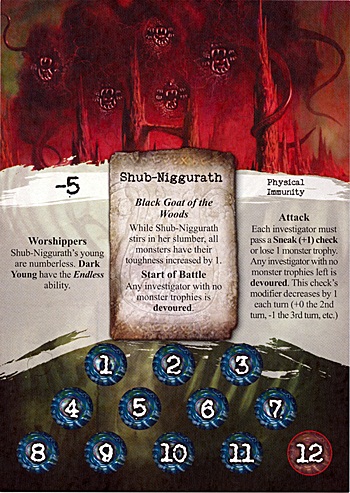 -5
Worshippers
Shub-Niggurath's young
are numberless. Dark
Young have the Endless
ability.
Shub-Niggurath
Black Goat of the
Woods
While Shub-Niggurath
stirs in her slumber, all
monsters have their
toughness increased by 1.
Start of Battle
Any investigator with no
monster trophies is
devoured.
Physical
Immunity
Attack
Each investigator must
pass a Sneak (+1) check
or lose 1 monster trophy.
Any investigator with no
monster trophies left is
devoured. This check's
modifier decreases by 1
each turn (+0 the 2nd
turn, -1 the 3rd turn, etc.)
1 2 3
4 5 6 7
8 9 10 11 12